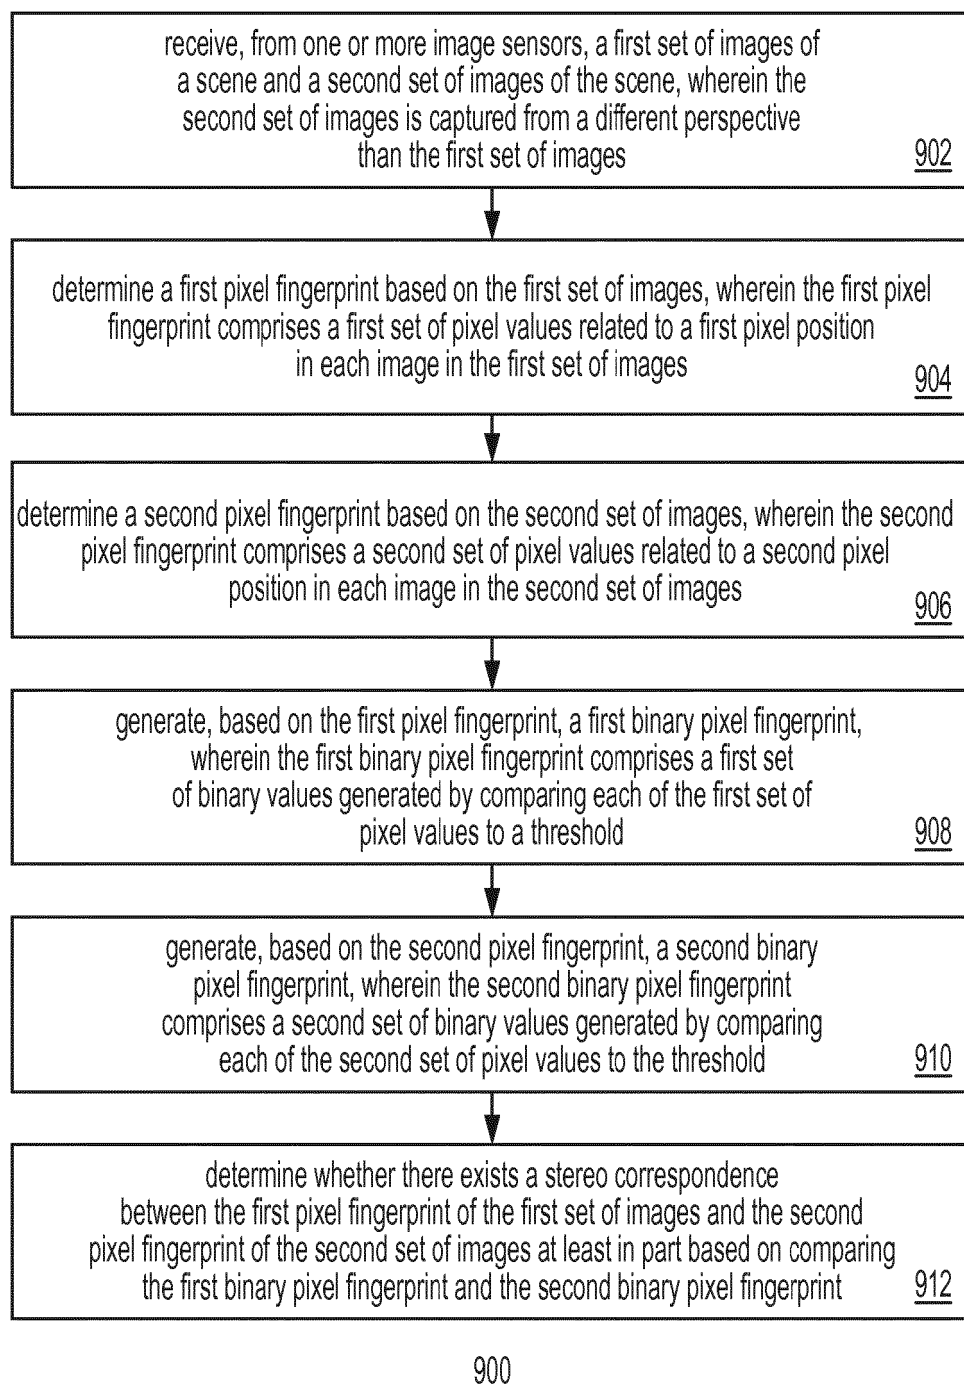 receive, from one or more image sensors, a first set of images of
a scene and a second set of images of the scene, wherein the
second set of images is captured from a different perspective
than the first set of images
902
determine a first pixel fingerprint based on the first set of images, wherein the first pixel
fingerprint comprises a first set of pixel values related to a first pixel position
in each image in the first set of images
904
determine a second pixel fingerprint based on the second set of images, wherein the second
pixel fingerprint comprises a second set of pixel values related to a second pixel
position in each image in the second set of images
906
generate, based on the first pixel fingerprint, a first binary pixel fingerprint,
wherein the first binary pixel fingerprint comprises a first set
of binary values generated by comparing each of the first set of
pixel values to a threshold
908
generate, based on the second pixel fingerprint, a second binary
pixel fingerprint, wherein the second binary pixel fingerprint
comprises a second set of binary values generated by comparing
each of the second set of pixel values to the threshold
910
determine whether there exists a stereo correspondence
between the first pixel fingerprint of the first set of images and the second
pixel fingerprint of the second set of images at least in part based on comparing
the first binary pixel fingerprint and the second binary pixel fingerprint
912
900